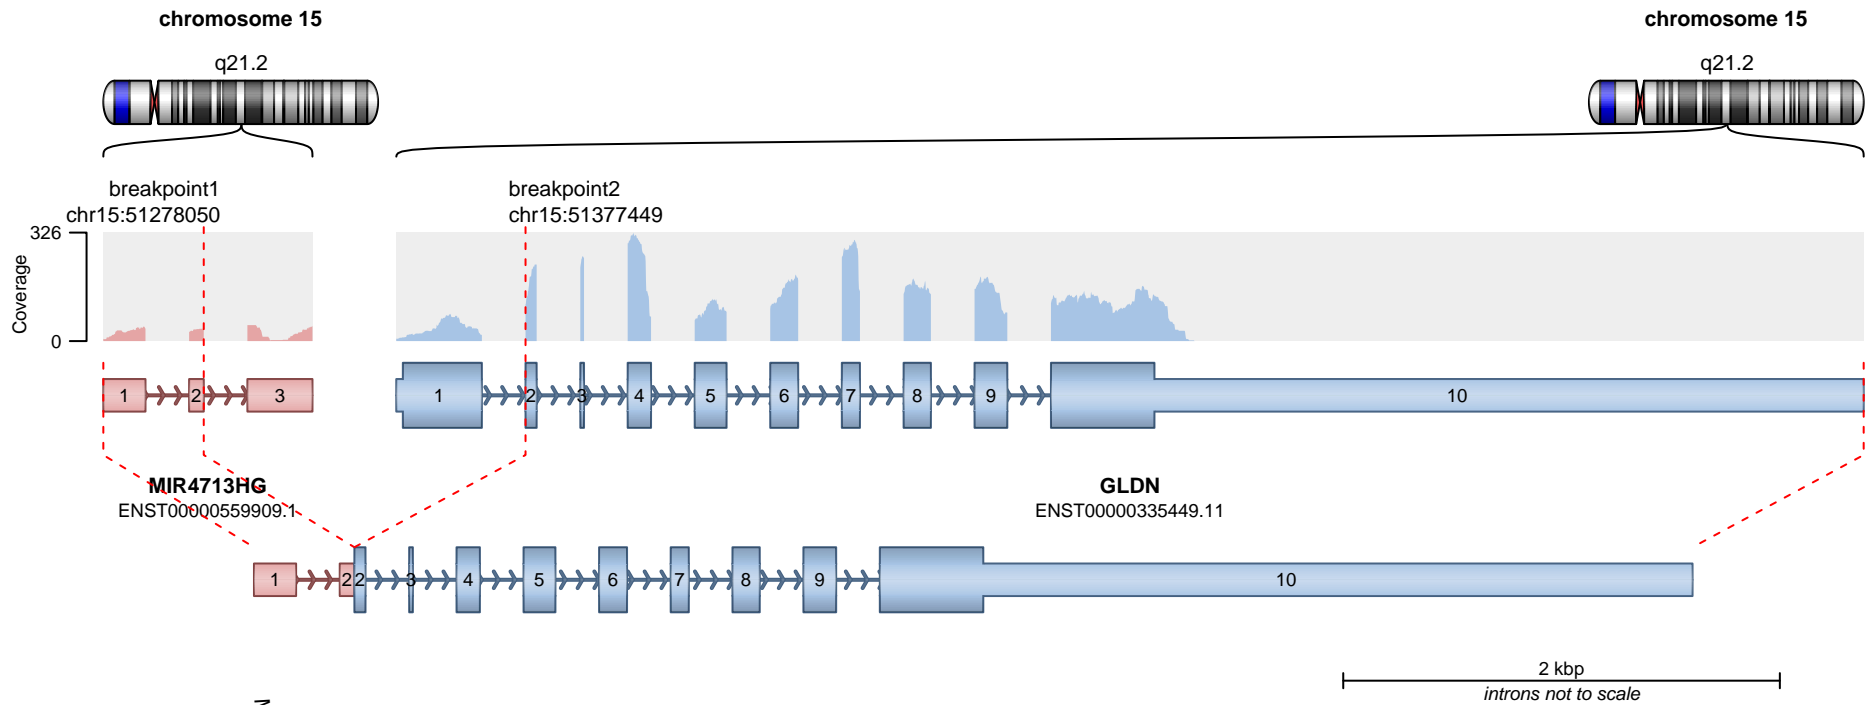 chromosome 15
chromosome 15
q21.2
q21.2
breakpoint1
chr15:51278050
breakpoint2
chr15:51377449
326
0
Coverage
1 2 3
1 2 3 4 5 6 7 8 9 10
MIR4713HG
ENST00000559909.1
GLDN
ENST00000335449.11
1 2 2 3 4 5 6 7 8 9 10
2 kbp
introns not to scale